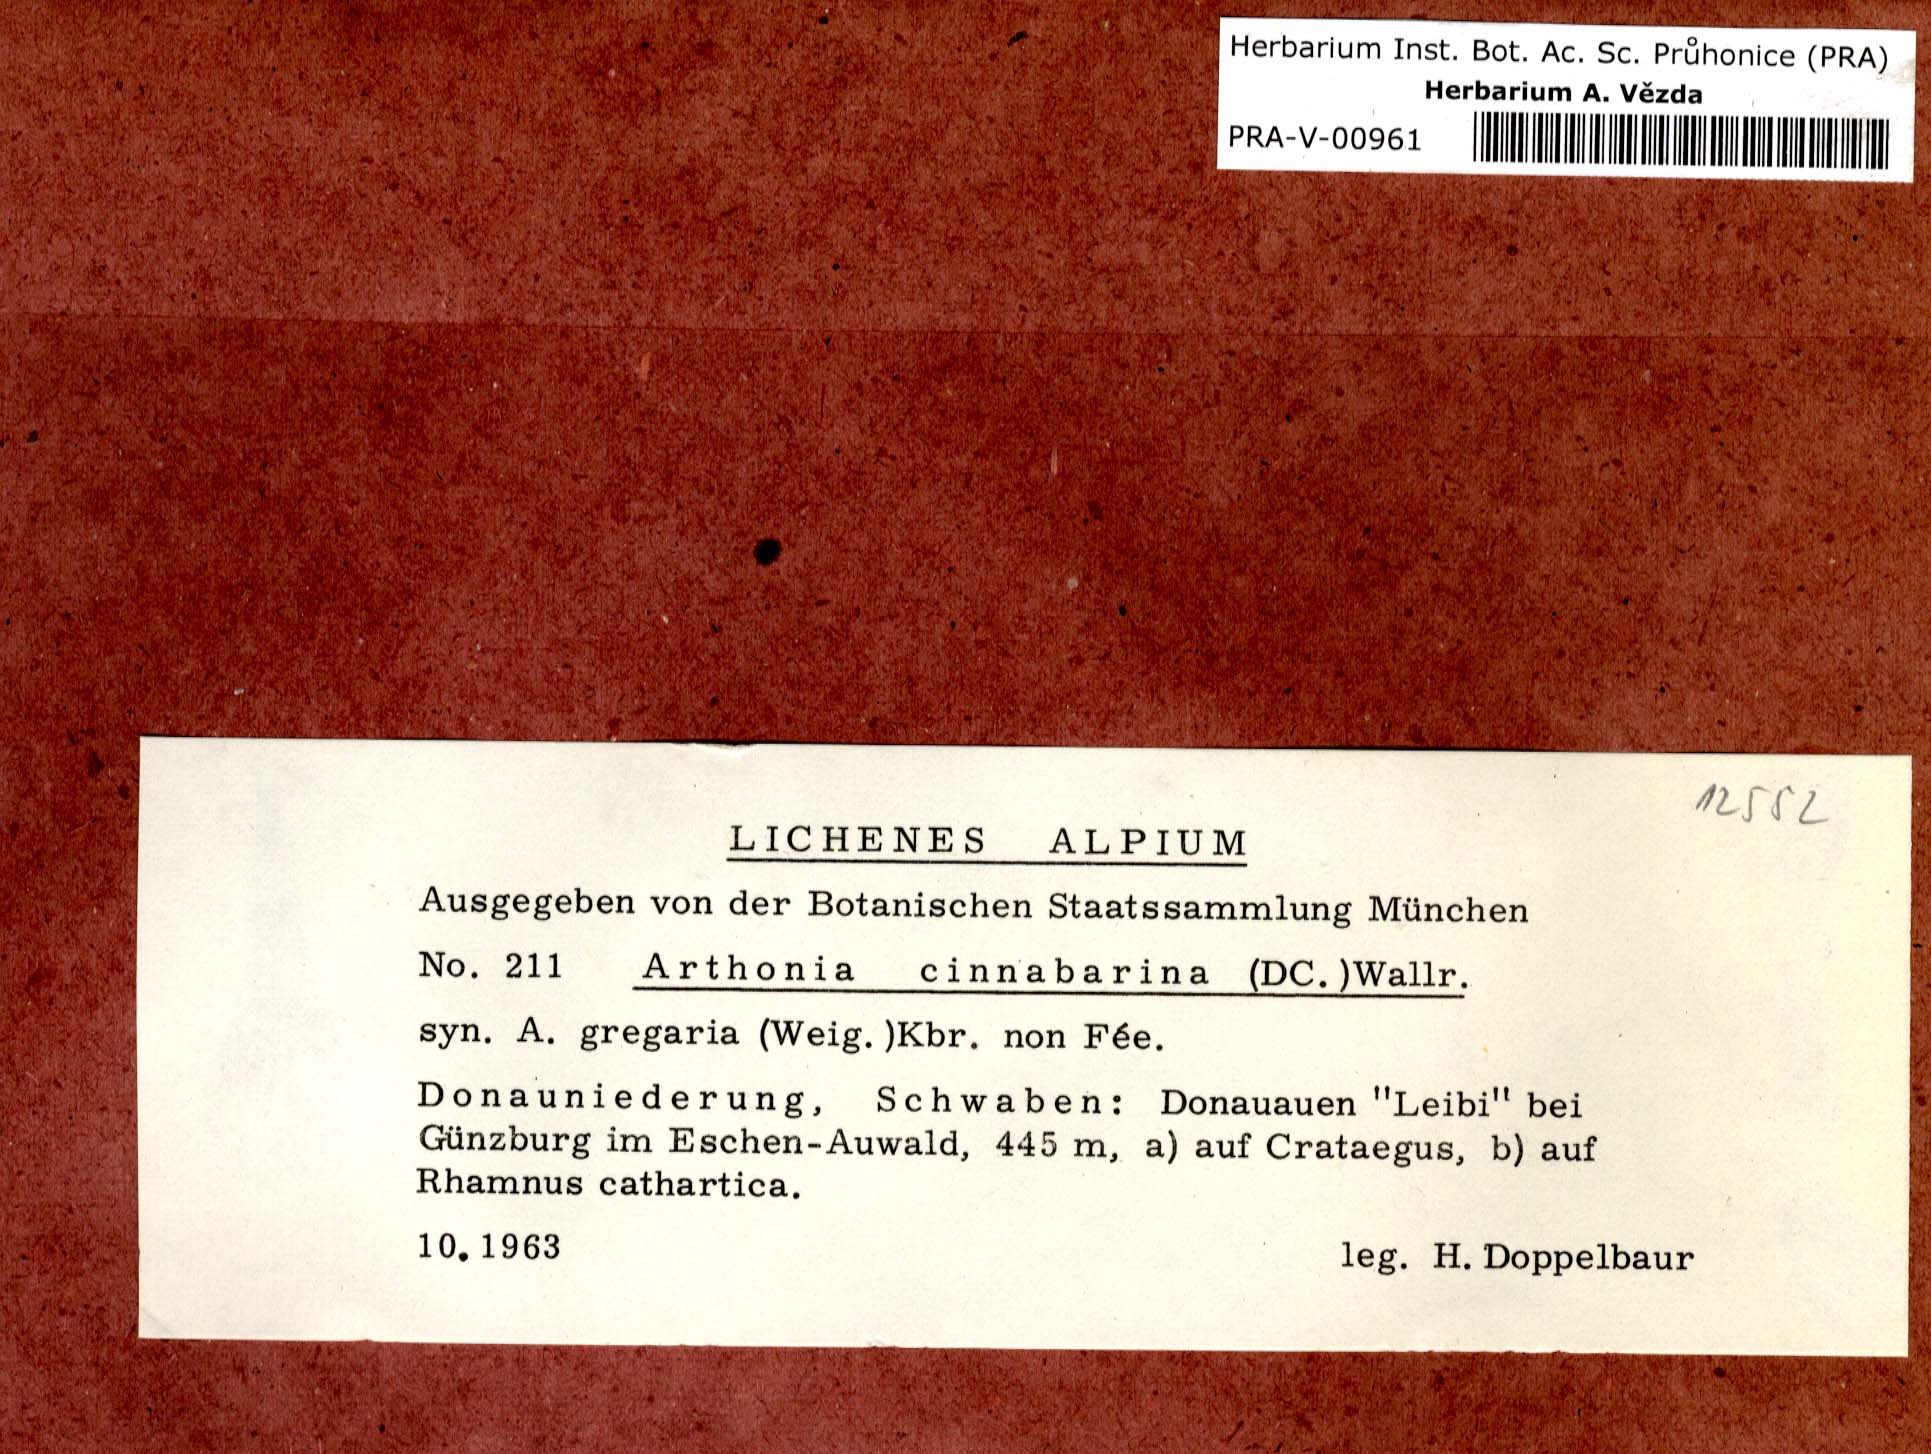 Herbarium Inst. Bot. Ac. Sc. Průhonice (PRA)
Herbarium A. Vězda
PRA-V-00961
12552
LICHENES ALPIUM
Ausgegeben von der Botanischen Staatssammlung München
No. 211 Arthonia cinnabarina (DC.)Wallr.
syn. A. gregaria (Weig.)Kbr. non Fée.
Donauniederung, Schwaben: Donauauen "Leibi" bei
Günzburg im Eschen-Auwald, 445 m, a) auf Crataegus, b) auf
Rhamnus cathartica.
10.1963 leg. H. Doppelbaur